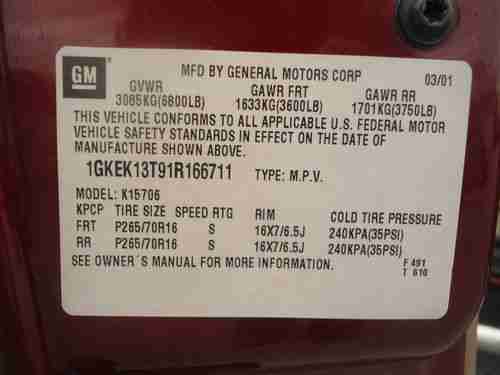 GM
MFD BY GENERAL MOTORS CORP 03/01
GVWR GAWR FRT GAWR RR
3085KG(6800LB) 1633KG(3600LB) 1701KG(3750LB)
THIS VEHICLE CONFORMS TO ALL APPLICABLE U.S. FEDERAL MOTOR
VEHICLE SAFETY STANDARDS IN EFFECT ON THE DATE OF
MANUFACTURE SHOWN ABOVE.
1GKEK13T91R166711 TYPE: M.P.V.
MODEL: K15706
KPCP TIRE SIZE SPEED RTG RIM COLD TIRE PRESSURE
FRT P265/70R16 S 16X7/6.5J 240KPA(35PSI)
RR P265/70R16 S 16X7/6.5J 240KPA(35PSI)
SEE OWNER´S MANUAL FOR MORE INFORMATION. F 491
T 610